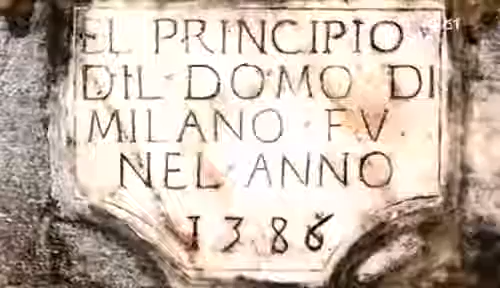 EL PRINCIPIO
DIL DOMO DI
MILANO · FV ·
NEL ANNO
1386